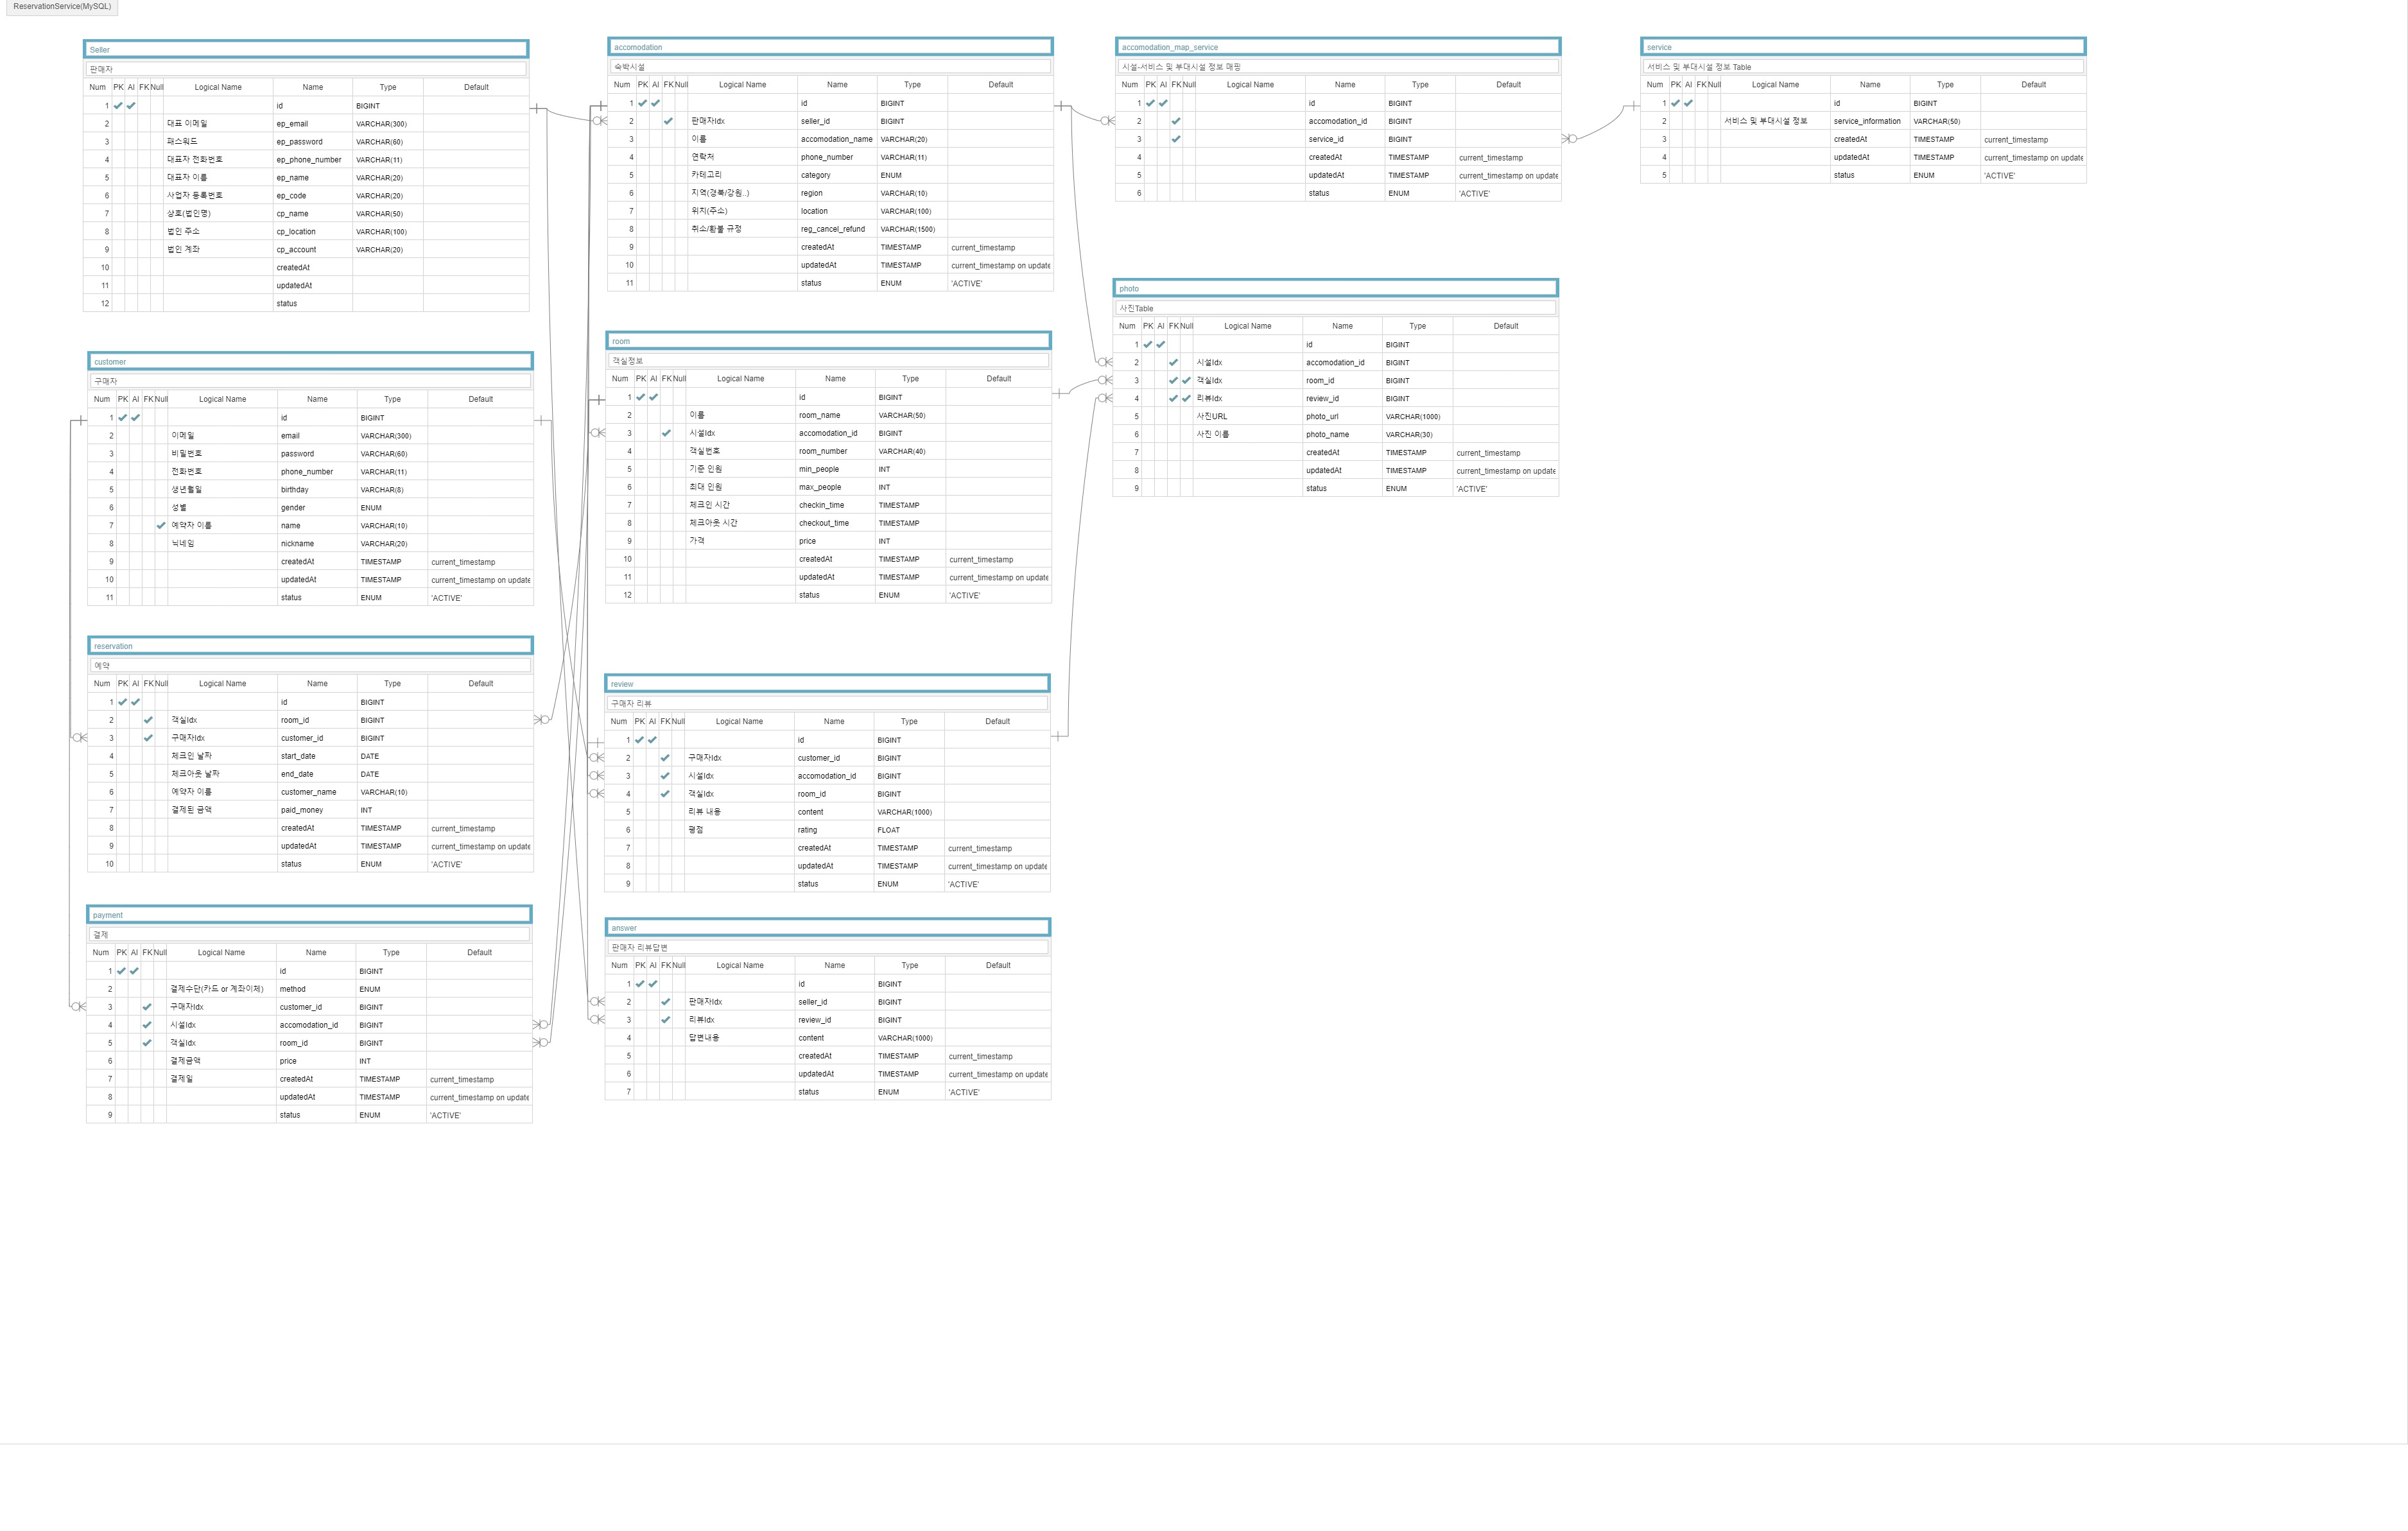 ReservationService(MySQL)
Seller
판매자
Num PK AI FK Null Logical Name Name Type Default
1 id BIGINT
2 대표 이메일 ep_email VARCHAR(300)
3 패스워드 ep_password VARCHAR(60)
4 대표자 전화번호 ep_phone_number VARCHAR(11)
5 대표자 이름 ep_name VARCHAR(20)
6 사업자 등록번호 ep_code VARCHAR(20)
7 상호(법인명) cp_name VARCHAR(50)
8 법인 주소 cp_location VARCHAR(100)
9 법인 계좌 cp_account VARCHAR(20)
10 createdAt
11 updatedAt
12 status
customer
구매자
Num PK AI FK Null Logical Name Name Type Default
1 id BIGINT
2 이메일 email VARCHAR(300)
3 비밀번호 password VARCHAR(60)
4 전화번호 phone_number VARCHAR(11)
5 생년월일 birthday VARCHAR(8)
6 성별 gender ENUM
7 예약자 이름 name VARCHAR(10)
8 닉네임 nickname VARCHAR(20)
9 createdAt TIMESTAMP current_timestamp
10 updatedAt TIMESTAMP current_timestamp on update
11 status ENUM 'ACTIVE'
reservation
예약
Num PK AI FK Null Logical Name Name Type Default
1 id BIGINT
2 객실Idx room_id BIGINT
3 구매자Idx customer_id BIGINT
4 체크인 날짜 start_date DATE
5 체크아웃 날짜 end_date DATE
6 예약자 이름 customer_name VARCHAR(10)
7 결제된 금액 paid_money INT
8 createdAt TIMESTAMP current_timestamp
9 updatedAt TIMESTAMP current_timestamp on update
10 status ENUM 'ACTIVE'
payment
결제
Num PK AI FK Null Logical Name Name Type Default
1 id BIGINT
2 결제수단(카드 or 계좌이체) method ENUM
3 구매자Idx customer_id BIGINT
4 시설Idx accomodation_id BIGINT
5 객실Idx room_id BIGINT
6 결제금액 price INT
7 결제일 createdAt TIMESTAMP current_timestamp
8 updatedAt TIMESTAMP current_timestamp on update
9 status ENUM 'ACTIVE'
accomodation
숙박시설
Num PK AI FK Null Logical Name Name Type Default
1 id BIGINT
2 판매자Idx seller_id BIGINT
3 이름 accomodation_name VARCHAR(20)
4 연락처 phone_number VARCHAR(11)
5 카테고리 category ENUM
6 지역(경북/강원..) region VARCHAR(10)
7 위치(주소) location VARCHAR(100)
8 취소/환불 규정 reg_cancel_refund VARCHAR(1500)
9 createdAt TIMESTAMP current_timestamp
10 updatedAt TIMESTAMP current_timestamp on update
11 status ENUM 'ACTIVE'
room
객실정보
Num PK AI FK Null Logical Name Name Type Default
1 id BIGINT
2 이름 room_name VARCHAR(50)
3 시설Idx accomodation_id BIGINT
4 객실번호 room_number VARCHAR(40)
5 기준 인원 min_people INT
6 최대 인원 max_people INT
7 체크인 시간 checkin_time TIMESTAMP
8 체크아웃 시간 checkout_time TIMESTAMP
9 가격 price INT
10 createdAt TIMESTAMP current_timestamp
11 updatedAt TIMESTAMP current_timestamp on update
12 status ENUM 'ACTIVE'
review
구매자 리뷰
Num PK AI FK Null Logical Name Name Type Default
1 id BIGINT
2 구매자Idx customer_id BIGINT
3 시설Idx accomodation_id BIGINT
4 객실Idx room_id BIGINT
5 리뷰 내용 content VARCHAR(1000)
6 평점 rating FLOAT
7 createdAt TIMESTAMP current_timestamp
8 updatedAt TIMESTAMP current_timestamp on update
9 status ENUM 'ACTIVE'
answer
판매자 리뷰답변
Num PK AI FK Null Logical Name Name Type Default
1 id BIGINT
2 판매자Idx seller_id BIGINT
3 리뷰Idx review_id BIGINT
4 답변내용 content VARCHAR(1000)
5 createdAt TIMESTAMP current_timestamp
6 updatedAt TIMESTAMP current_timestamp on update
7 status ENUM 'ACTIVE'
accomodation_map_service
시설-서비스 및 부대시설 정보 매핑
Num PK AI FK Null Logical Name Name Type Default
1 id BIGINT
2 accomodation_id BIGINT
3 service_id BIGINT
4 createdAt TIMESTAMP current_timestamp
5 updatedAt TIMESTAMP current_timestamp on update
6 status ENUM 'ACTIVE'
photo
사진Table
Num PK AI FK Null Logical Name Name Type Default
1 id BIGINT
2 시설Idx accomodation_id BIGINT
3 객실Idx room_id BIGINT
4 리뷰Idx review_id BIGINT
5 사진URL photo_url VARCHAR(1000)
6 사진 이름 photo_name VARCHAR(30)
7 createdAt TIMESTAMP current_timestamp
8 updatedAt TIMESTAMP current_timestamp on update
9 status ENUM 'ACTIVE'
service
서비스 및 부대시설 정보 Table
Num PK AI FK Null Logical Name Name Type Default
1 id BIGINT
2 서비스 및 부대시설 정보 service_information VARCHAR(50)
3 createdAt TIMESTAMP current_timestamp
4 updatedAt TIMESTAMP current_timestamp on update
5 status ENUM 'ACTIVE'